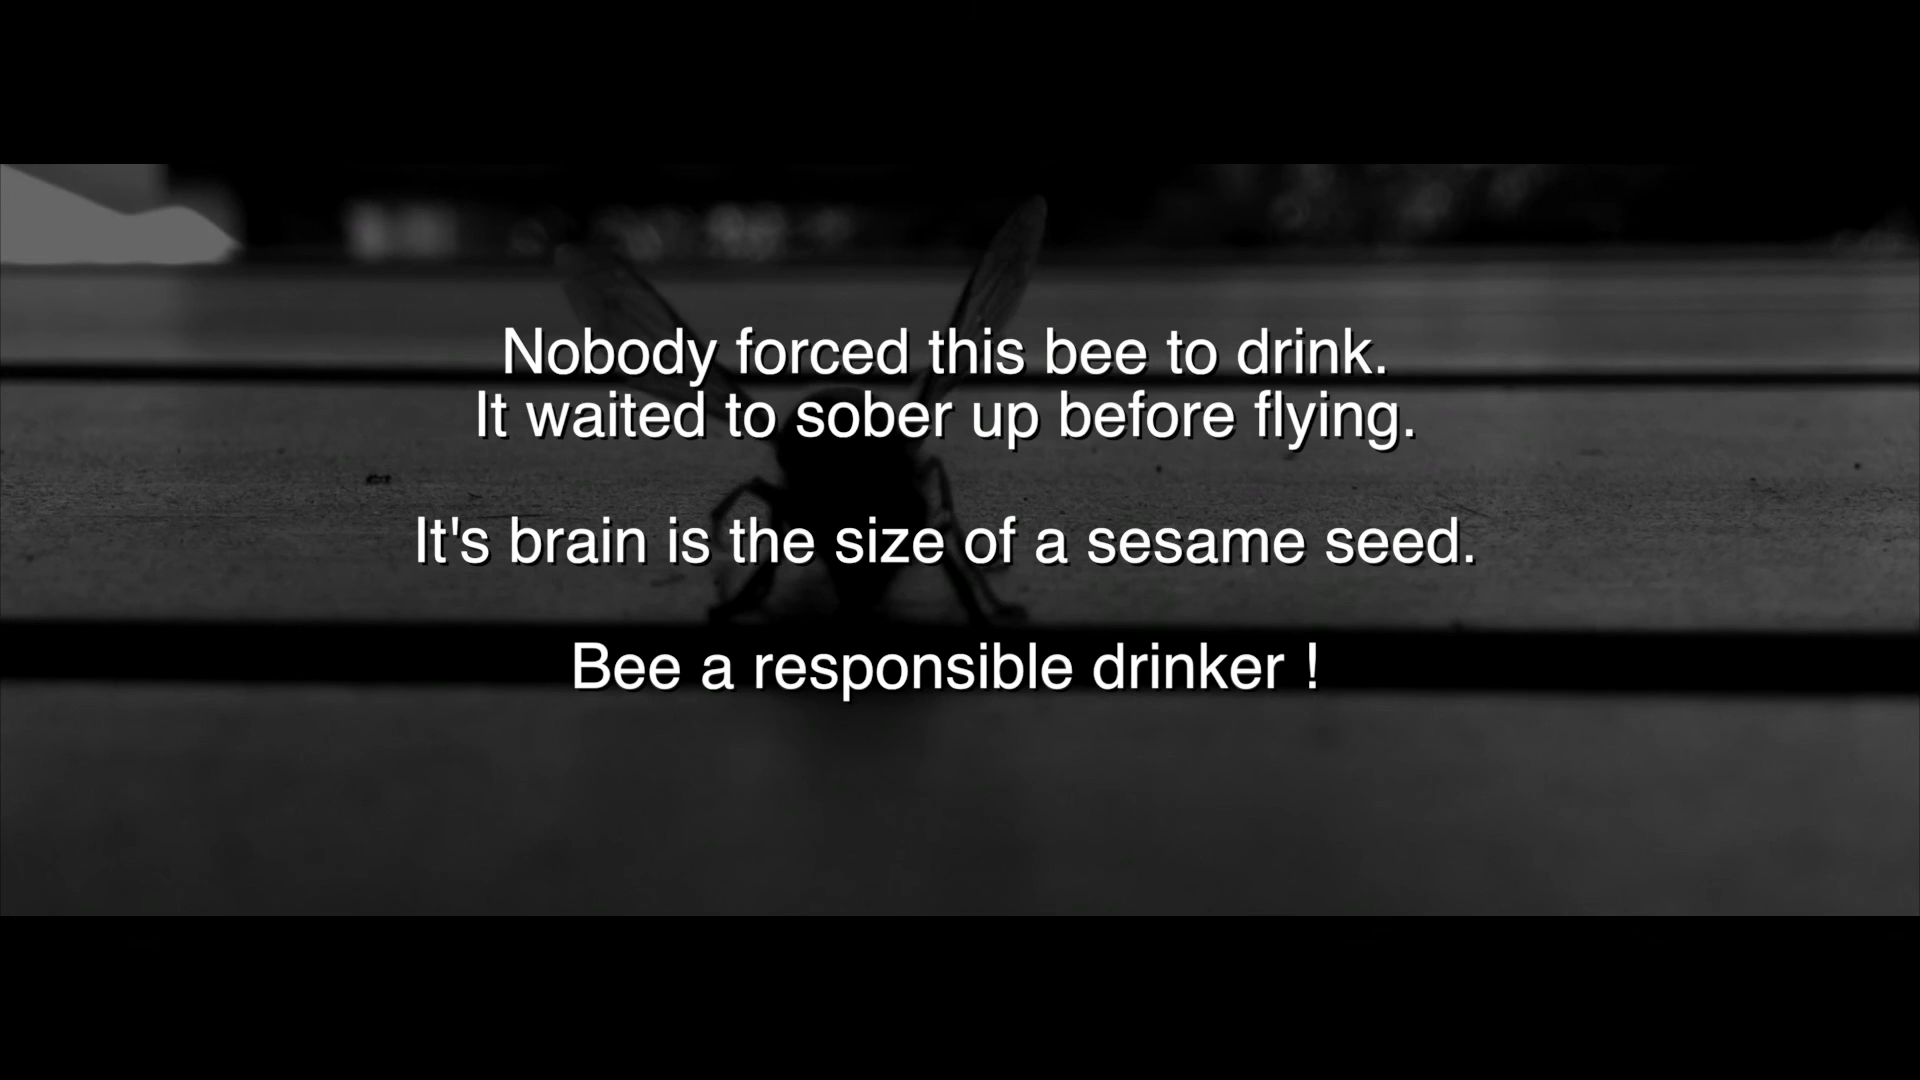 Nobody forced this bee to drink.
It waited to sober up before flying.
It's brain is the size of a sesame seed.
Bee a responsible drinker !